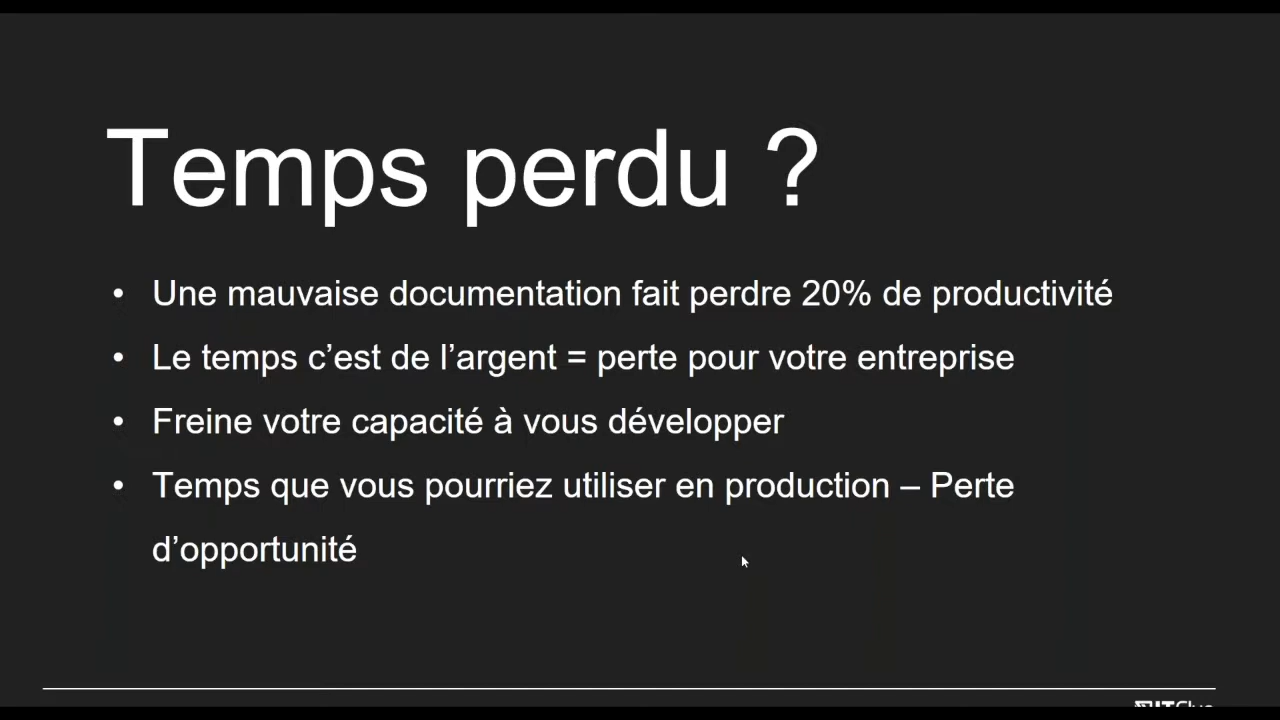 Temps perdu ?
• Une mauvaise documentation fait perdre 20% de productivité
• Le temps c’est de l’argent = perte pour votre entreprise
• Freine votre capacité à vous développer
• Temps que vous pourriez utiliser en production – Perte
d’opportunité